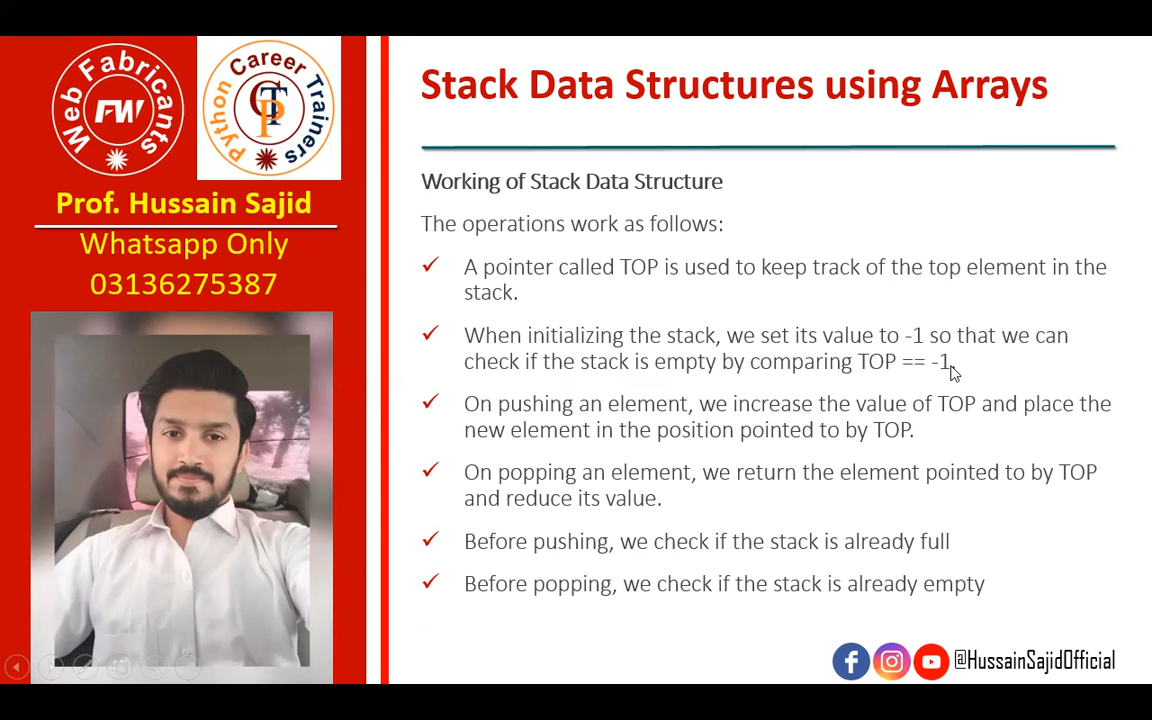 Web Fabricants
FW
Python Career Trainers
CTP
Prof. Hussain Sajid
Whatsapp Only
03136275387
Stack Data Structures using Arrays
Working of Stack Data Structure
The operations work as follows:
✓ A pointer called TOP is used to keep track of the top element in the
stack.
✓ When initializing the stack, we set its value to -1 so that we can
check if the stack is empty by comparing TOP == -1.
✓ On pushing an element, we increase the value of TOP and place the
new element in the position pointed to by TOP.
✓ On popping an element, we return the element pointed to by TOP
and reduce its value.
✓ Before pushing, we check if the stack is already full
✓ Before popping, we check if the stack is already empty
@HussainSajidOfficial